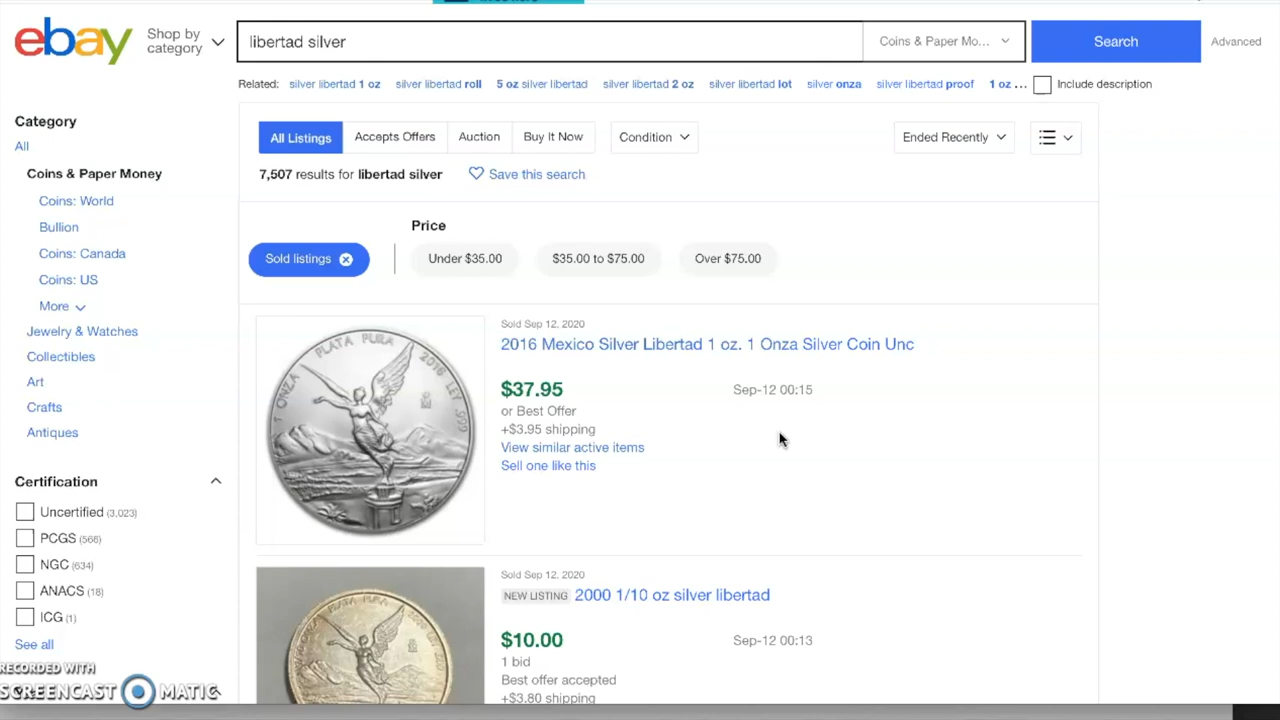 ebay
Shop by
category
libertad silver
Coins & Paper Mo...
Search
Advanced
Related: silver libertad 1 oz silver libertad roll 5 oz silver libertad silver libertad 2 oz silver libertad lot silver onza silver libertad proof 1 oz ... Include description
Category
All
Coins & Paper Money
Coins: World
Bullion
Coins: Canada
Coins: US
More
Jewelry & Watches
Collectibles
Art
Crafts
Antiques
Certification
Uncertified (3,023)
PCGS (566)
NGC (634)
ANACS (18)
ICG (1)
See all
All Listings Accepts Offers Auction Buy It Now Condition Ended Recently
7,507 results for libertad silver Save this search
Price
Sold listings Under $35.00 $35.00 to $75.00 Over $75.00
1 ONZA PLATA PURA 2016 LEY .999
Sold Sep 12, 2020
2016 Mexico Silver Libertad 1 oz. 1 Onza Silver Coin Unc
$37.95 Sep-12 00:15
or Best Offer
+$3.95 shipping
View similar active items
Sell one like this
PLATA PURA
Sold Sep 12, 2020
NEW LISTING 2000 1/10 oz silver libertad
$10.00 Sep-12 00:13
1 bid
Best offer accepted
+$3.80 shipping
RECORDED WITH
SCREENCAST MATIC